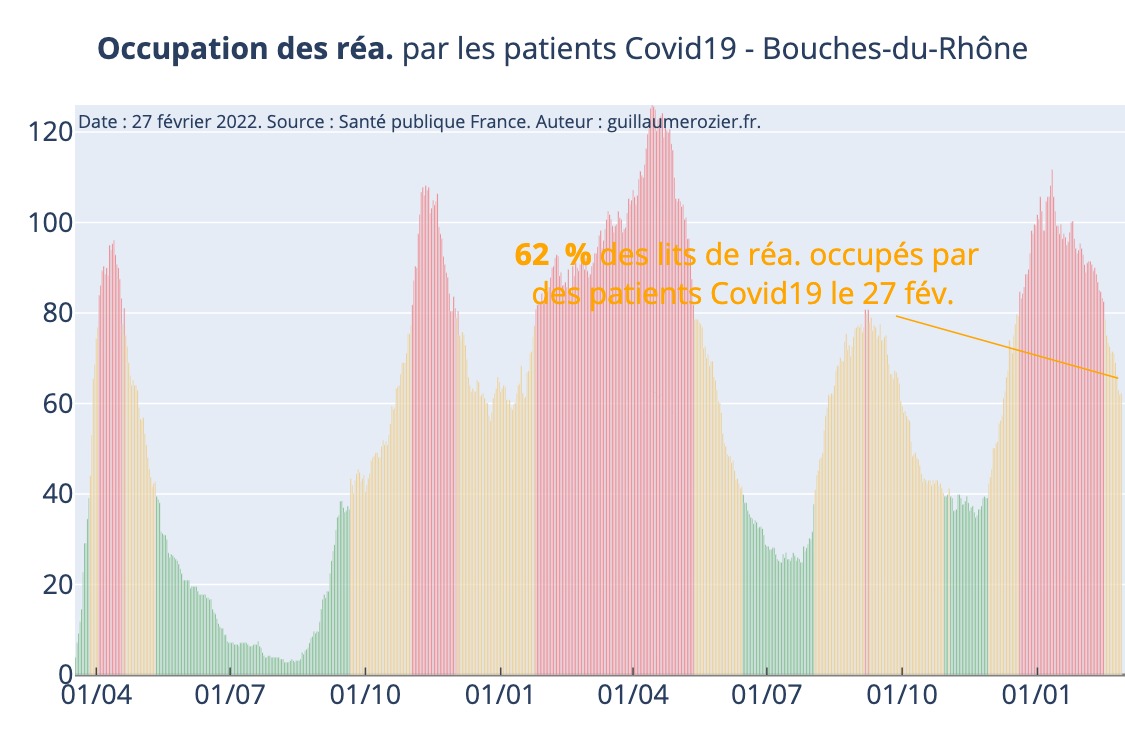 Occupation des réa. par les patients Covid19 - Bouches-du-Rhône
Date : 27 février 2022. Source : Santé publique France. Auteur : guillaumerozier.fr.
120
100
80
60
40
20
0
62 % des lits de réa. occupés par
des patients Covid19 le 27 fév.
01/04 01/07 01/10 01/01 01/04 01/07 01/10 01/01